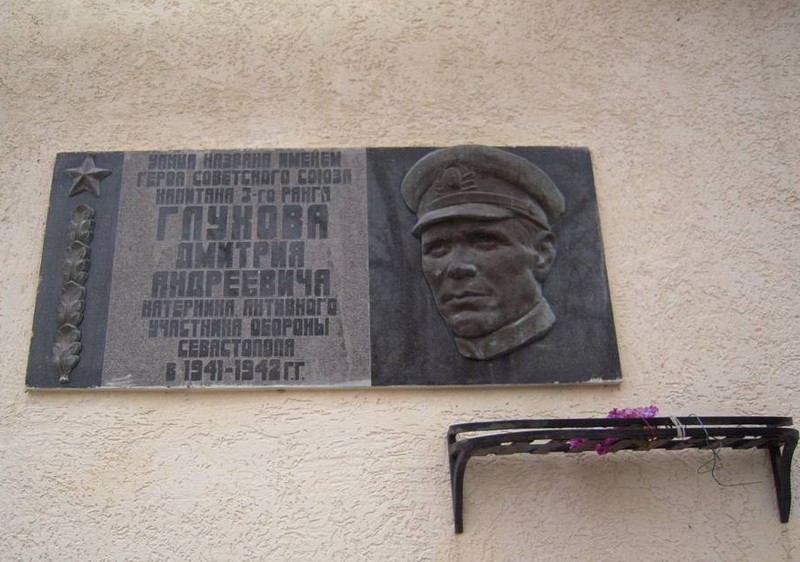 УЛИЦА НАЗВАНА ИМЕНЕМ
ГЕРОЯ СОВЕТСКОГО СОЮЗА
КАПИТАНА 3-ГО РАНГА
ГЛУХОВА
ДМИТРИЯ
АНДРЕЕВИЧА
КАТЕРНИКА АКТИВНОГО
УЧАСТНИКА ОБОРОНЫ
СЕВАСТОПОЛЯ
В 1941-1942 Г.Г.